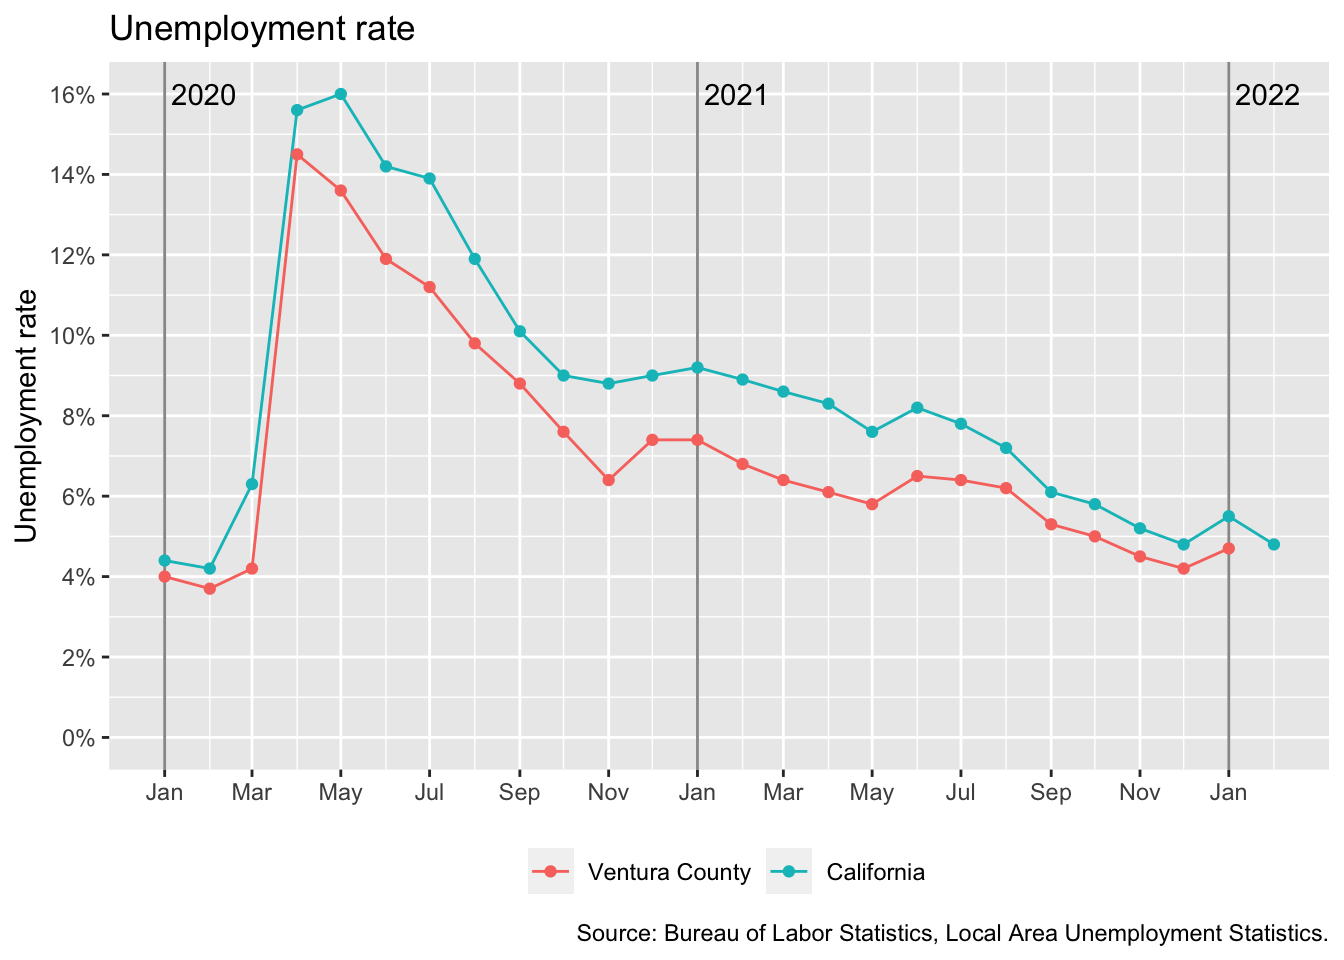 Unemployment rate
2020 2021 2022
16%
14%
12%
10%
8%
6%
4%
2%
0%
Unemployment rate
Jan Mar May Jul Sep Nov Jan Mar May Jul Sep Nov Jan
Ventura County California
Source: Bureau of Labor Statistics, Local Area Unemployment Statistics.